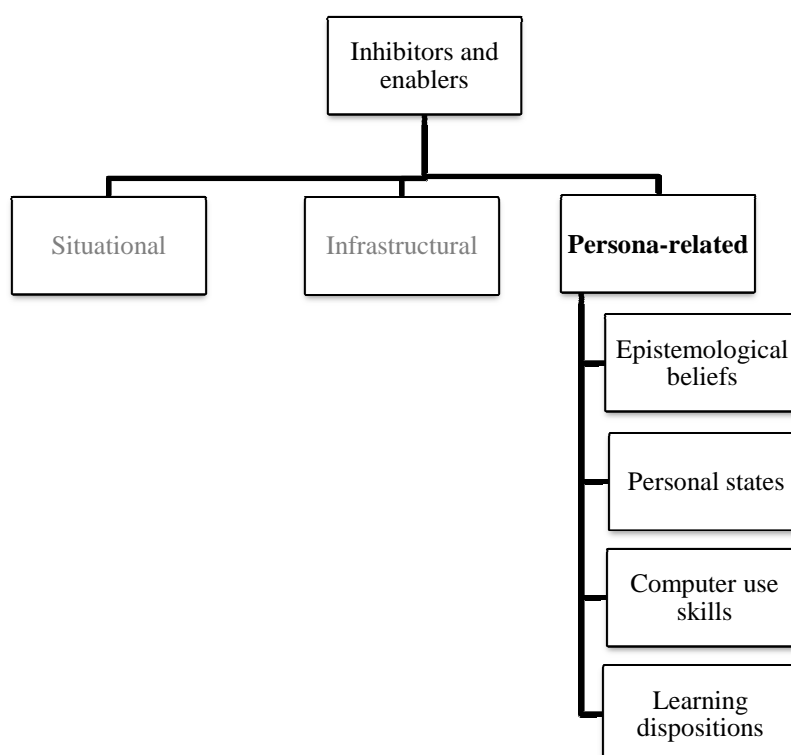 Inhibitors and
enablers
Situational
Infrastructural
Persona-related
Epistemological
beliefs
Personal states
Computer use
skills
Learning
dispositions